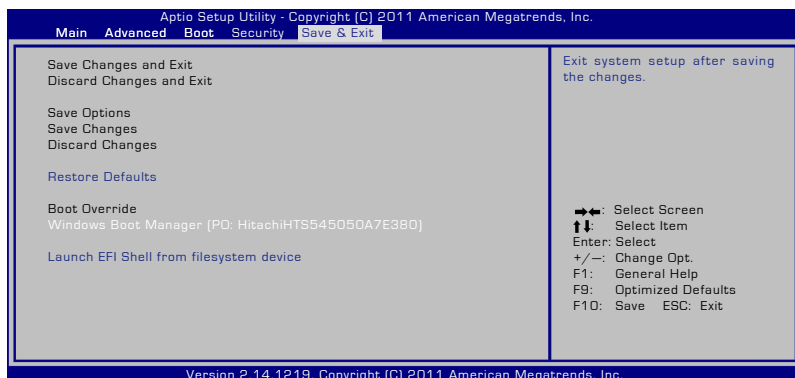 Aptio Setup Utility - Copyright (C) 2011 American Megatrends, Inc.
Main Advanced Boot Security Save & Exit
Save Changes and Exit
Discard Changes and Exit
Save Options
Save Changes
Discard Changes
Restore Defaults
Boot Override
Windows Boot Manager (P0: HitachiHTS545050A7E380)
Launch EFI Shell from filesystem device
Exit system setup after saving
the changes.
→←: Select Screen
↑↓: Select Item
Enter: Select
+/—: Change Opt.
F1: General Help
F9: Optimized Defaults
F10: Save ESC: Exit
Version 2.14.1219. Copyright (C) 2011 American Megatrends, Inc.